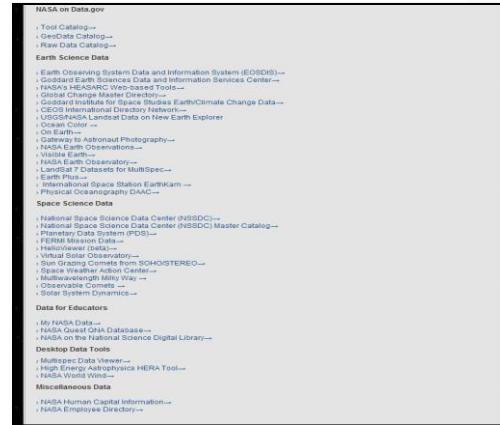 NASA on Data.gov
› Tool Catalog→
› GeoData Catalog→
› Raw Data Catalog→
Earth Science Data
› Earth Observing System Data and Information System (EOSDIS)→
› Goddard Earth Sciences Data and Information Services Center→
› NASA's HEASARC Web-based Tools→
› Global Change Master Directory→
› Goddard Institute for Space Studies Earth/Climate Change Data→
› CEOS International Directory Network→
› USGS/NASA Landsat Data on New Earth Explorer
› Ocean Color →
› On Earth→
› Gateway to Astronaut Photography→
› NASA Earth Observations→
› Visible Earth→
› NASA Earth Observatory→
› LandSat 7 Datasets for MultiSpec→
› Earth Plus→
› International Space Station EarthKam →
› Physical Oceanography DAAC→
Space Science Data
› National Space Science Data Center (NSSDC)→
› National Space Science Data Center (NSSDC) Master Catalog→
› Planetary Data System (PDS)→
› FERMI Mission Data→
› HelioViewer (beta)→
› Virtual Solar Observatory→
› Sun Grazing Comets from SOHO/STEREO→
› Space Weather Action Center→
› Multiwavelength Milky Way →
› Observable Comets →
› Solar System Dynamics→
Data for Educators
› My NASA Data→
› NASA Quest QNA Database→
› NASA on the National Science Digital Library→
Desktop Data Tools
› Multispec Data Viewer→
› High Energy Astrophysics HERA Tool→
› NASA World Wind→
Miscellaneous Data
› NASA Human Capital Information→
› NASA Employee Directory→